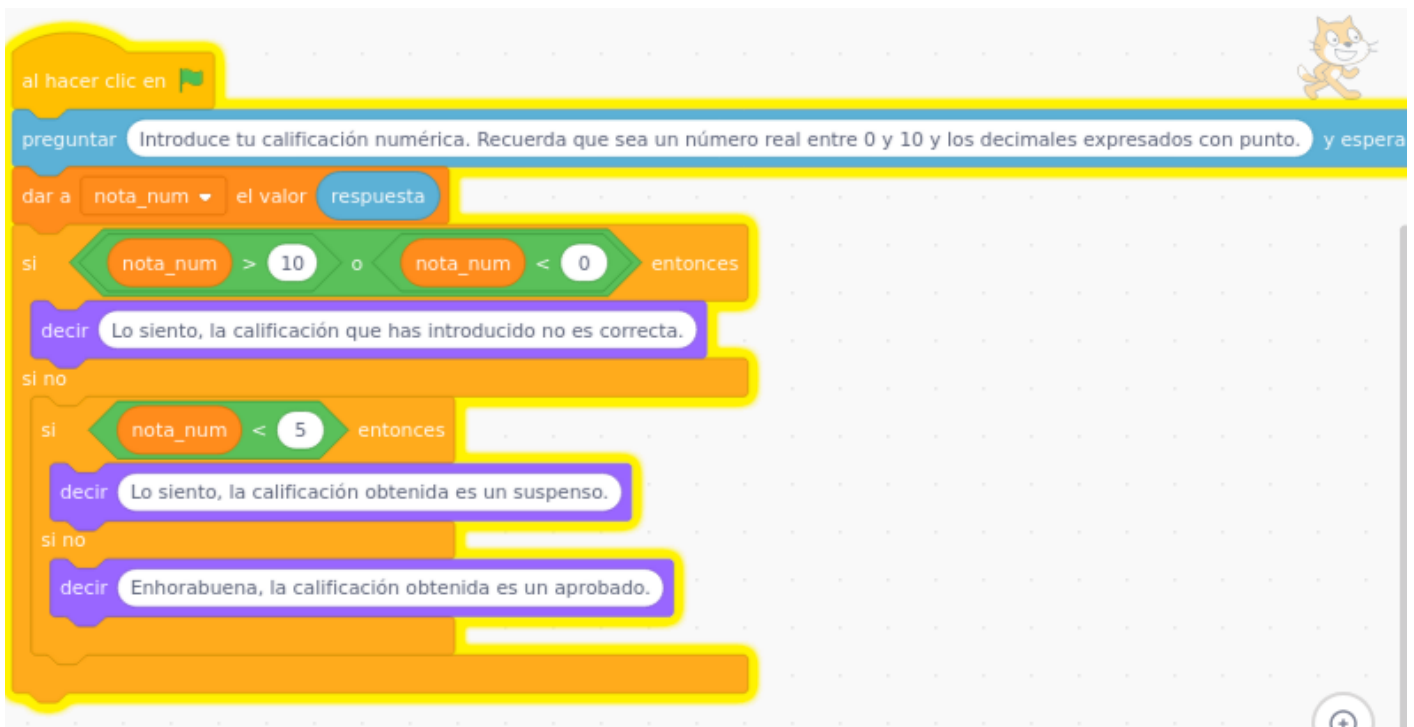 al hacer clic en
preguntar Introduce tu calificación numérica. Recuerda que sea un número real entre 0 y 10 y los decimales expresados con punto. y espera
dar a nota_num el valor respuesta
si nota_num > 10 o nota_num < 0 entonces
decir Lo siento, la calificación que has introducido no es correcta.
si no
si nota_num < 5 entonces
decir Lo siento, la calificación obtenida es un suspenso.
si no
decir Enhorabuena, la calificación obtenida es un aprobado.